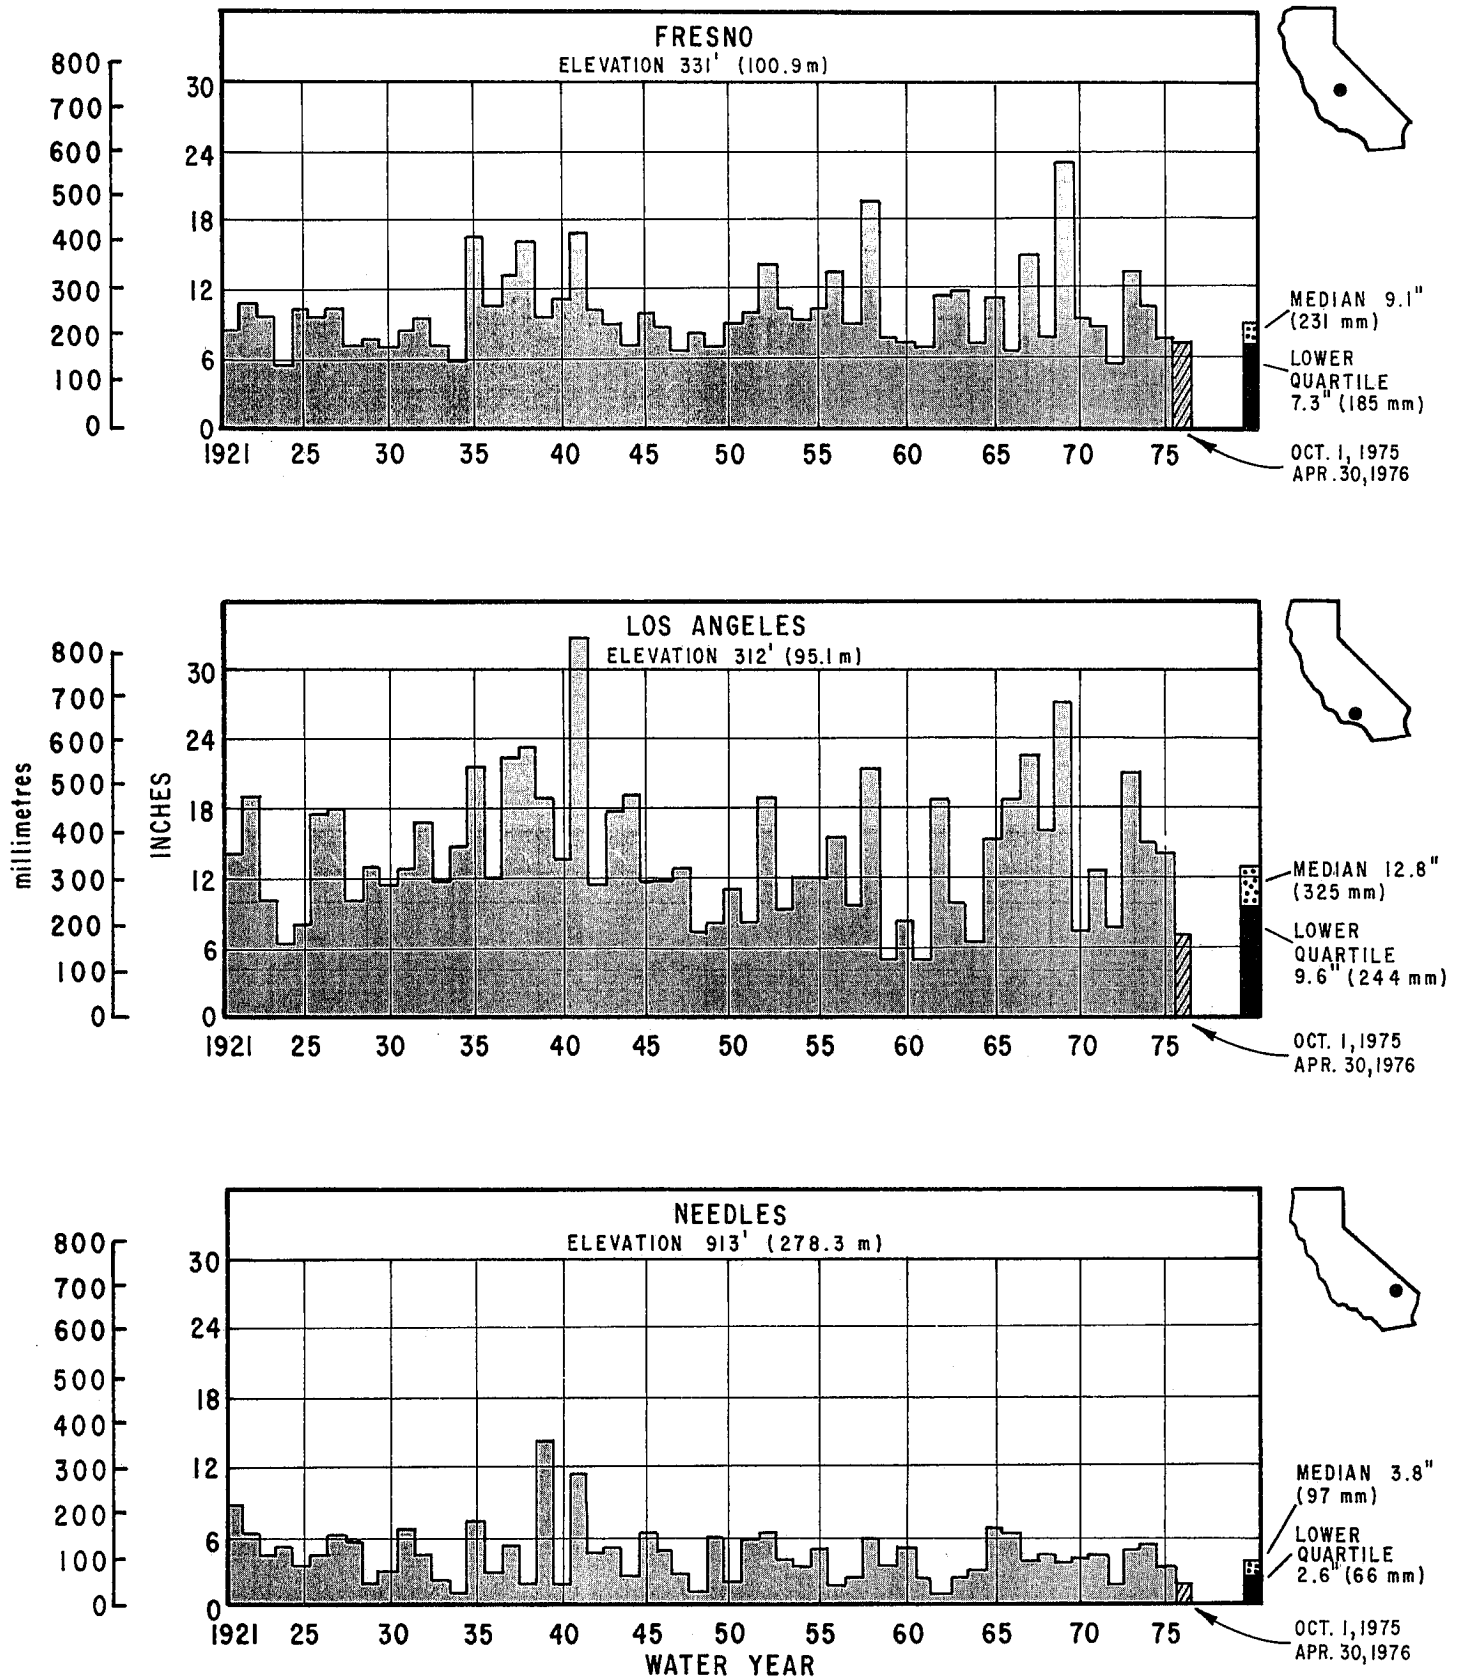 FRESNO
ELEVATION 331' (100.9 m)
800
700
600
500
400
300
200
100
0
30
24
18
12
6
0
1921 25 30 35 40 45 50 55 60 65 70 75
MEDIAN 9.1"
(231 mm)
LOWER
QUARTILE
7.3" (185 mm)
OCT. 1, 1975
APR. 30, 1976
LOS ANGELES
ELEVATION 312' (95.1 m)
millimetres
800
700
600
500
400
300
200
100
0
INCHES
30
24
18
12
6
0
1921 25 30 35 40 45 50 55 60 65 70 75
MEDIAN 12.8"
(325 mm)
LOWER
QUARTILE
9.6" (244 mm)
OCT. 1, 1975
APR. 30, 1976
NEEDLES
ELEVATION 913' (278.3 m)
800
700
600
500
400
300
200
100
0
30
24
18
12
6
0
1921 25 30 35 40 45 50 55 60 65 70 75
WATER YEAR
MEDIAN 3.8"
(97 mm)
LOWER
QUARTILE
2.6" (66 mm)
OCT. 1, 1975
APR. 30, 1976